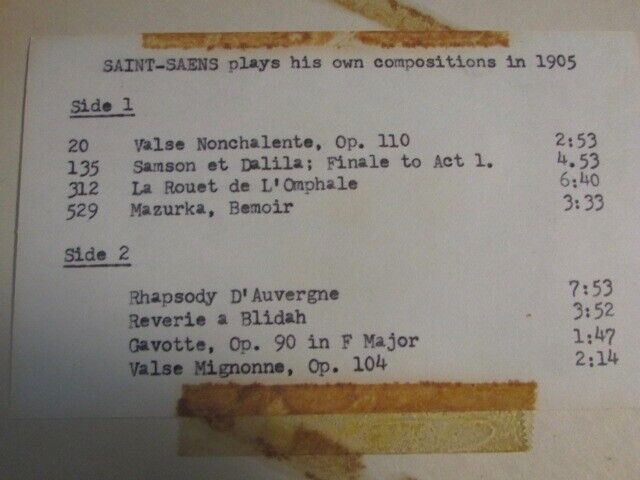 SAINT-SAENS plays his own compositions in 1905
Side 1
20 Valse Nonchalente, Op. 110 2:53
135 Samson et Dalila; Finale to Act 1. 4.53
312 La Rouet de L'Omphale 6:40
529 Mazurka, Bemoir 3:33
Side 2
Rhapsody D'Auvergne 7:53
Reverie a Blidah 3:52
Gavotte, Op. 90 in F Major 1:47
Valse Mignonne, Op. 104 2:14